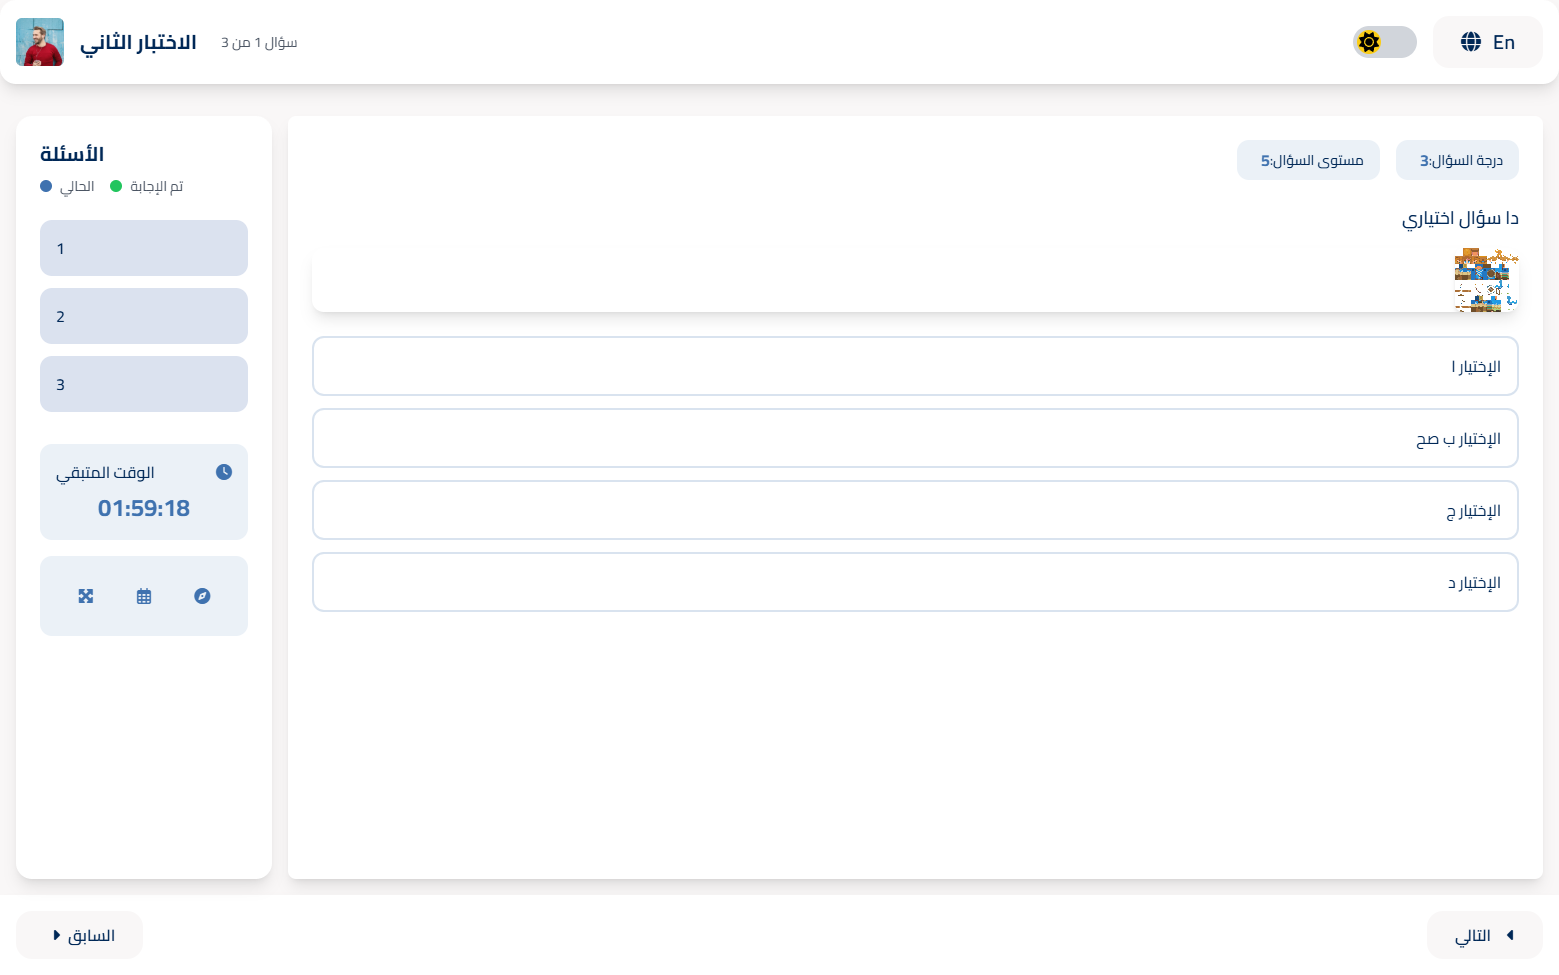 الاختبار الثاني
سؤال 1 من 3
En
الأسئلة
الحالي
تم الإجابة
1
2
3
الوقت المتبقي
01:59:18
درجة السؤال:3
مستوى السؤال:5
دا سؤال اختياري
الإختيار ا
الإختيار ب صح
الإختيار ج
الإختيار د
السابق
التالي